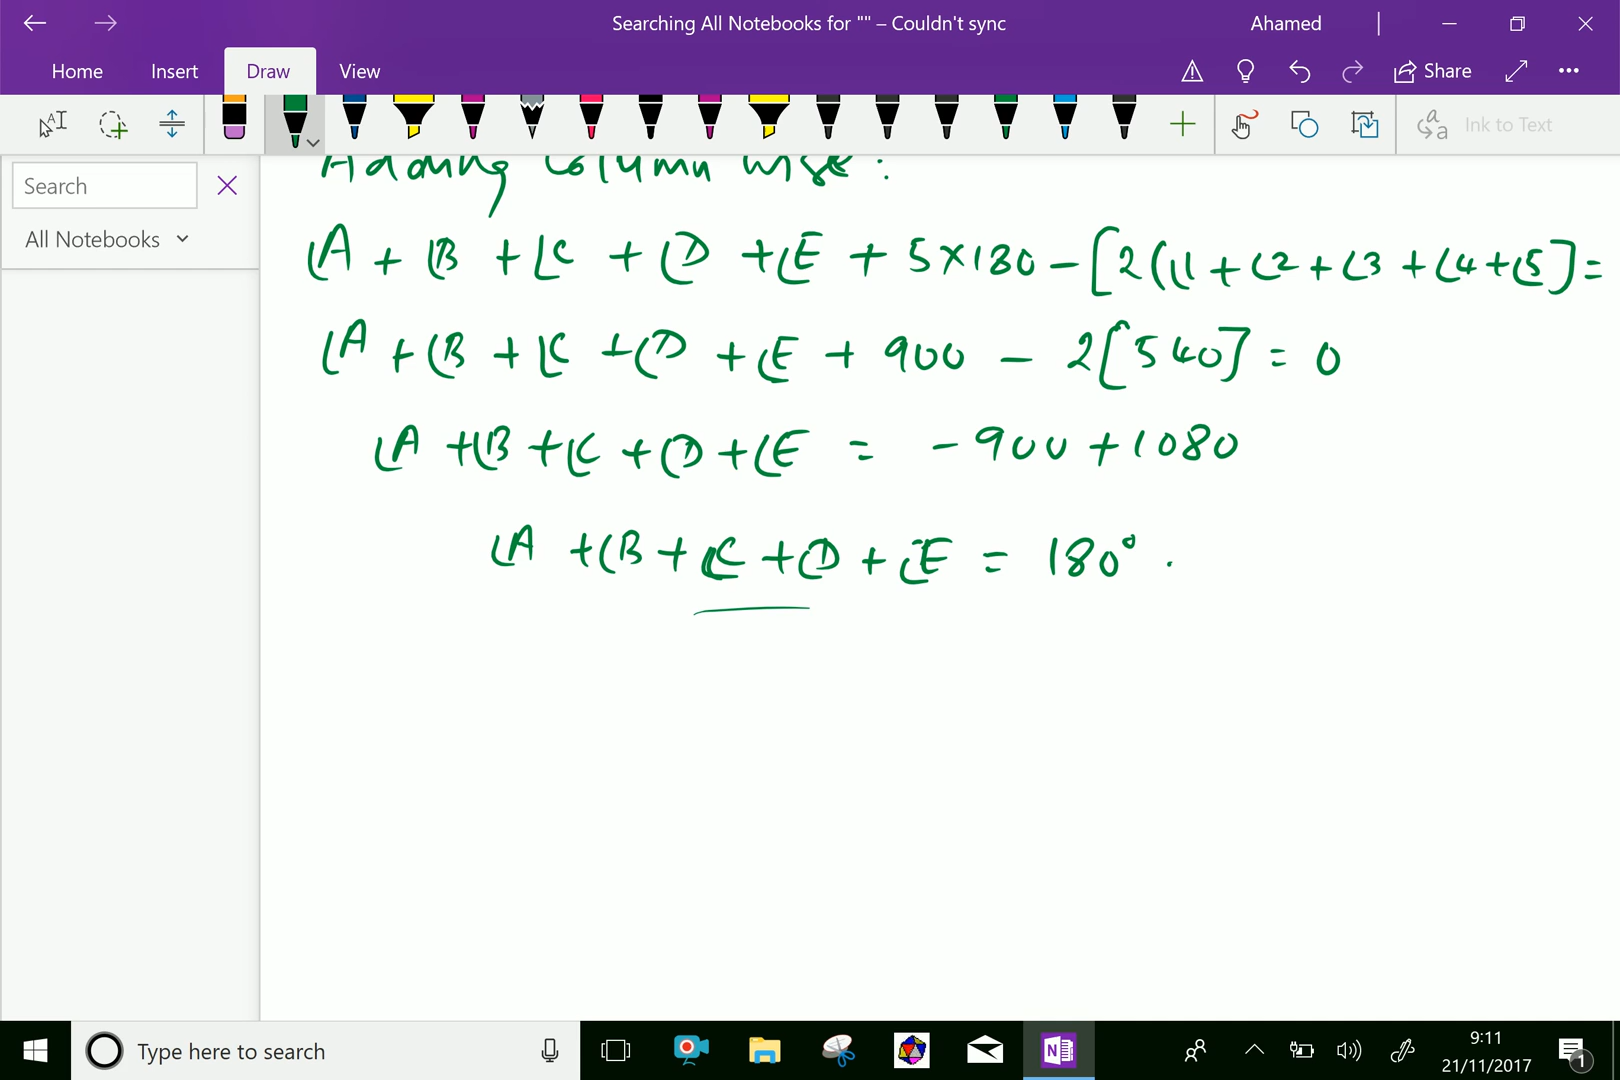 Searching All Notebooks for "" – Couldn't sync
Ahamed
Home Insert Draw View
Share
Ink to Text
Search
All Notebooks
Adding column wise :
∠A + ∠B + ∠C + ∠D + ∠E + 5×180 - [2(∠1 + ∠2 + ∠3 + ∠4 + ∠5] =
∠A + ∠B + ∠C + ∠D + ∠E + 900 - 2[540] = 0
∠A + ∠B + ∠C + ∠D + ∠E = -900 + 1080
∠A + ∠B + ∠C + ∠D + ∠E = 180° .
Type here to search
9:11
21/11/2017
1